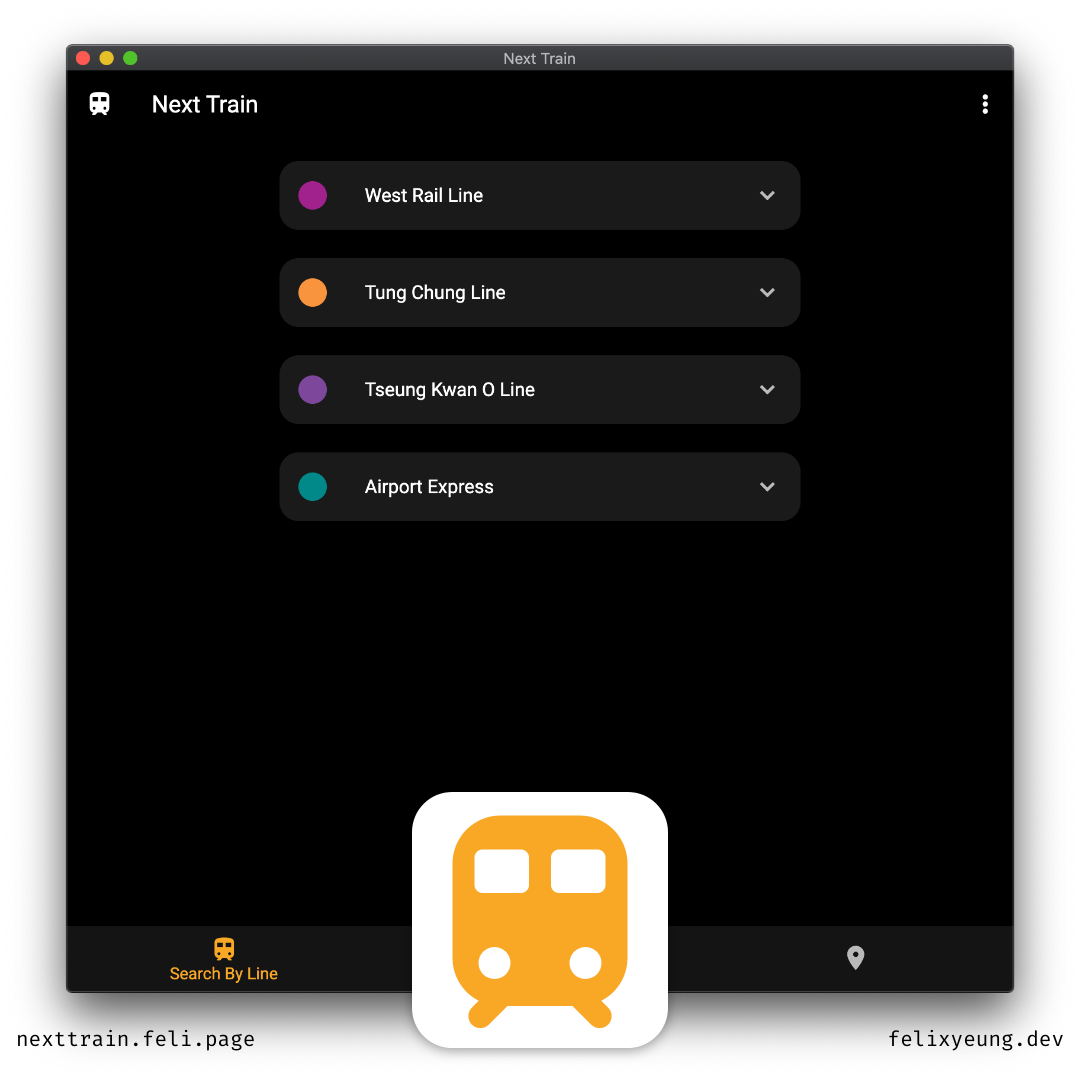 Next Train
Next Train
West Rail Line
Tung Chung Line
Tseung Kwan O Line
Airport Express
Search By Line
nexttrain.feli.page
felixyeung.dev